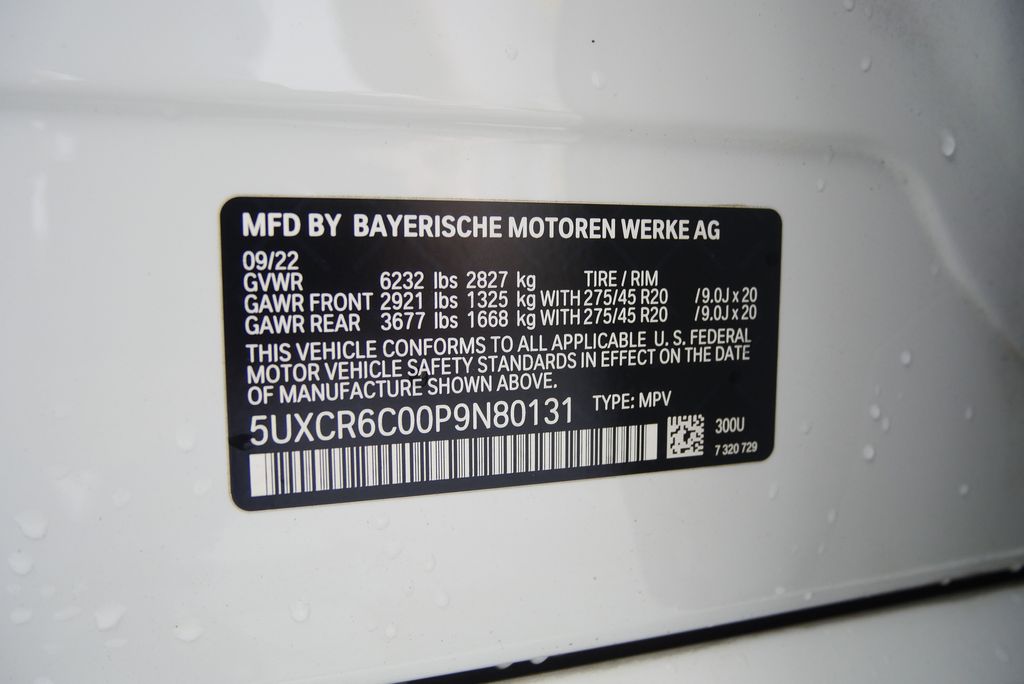 MFD BY BAYERISCHE MOTOREN WERKE AG
09/22
GVWR 6232 lbs 2827 kg TIRE / RIM
GAWR FRONT 2921 lbs 1325 kg WITH 275/45 R20 / 9.0J x 20
GAWR REAR 3677 lbs 1668 kg WITH 275/45 R20 / 9.0J x 20
THIS VEHICLE CONFORMS TO ALL APPLICABLE U. S. FEDERAL
MOTOR VEHICLE SAFETY STANDARDS IN EFFECT ON THE DATE
OF MANUFACTURE SHOWN ABOVE.
5UXCR6C00P9N80131 TYPE: MPV
300U
7 320 729